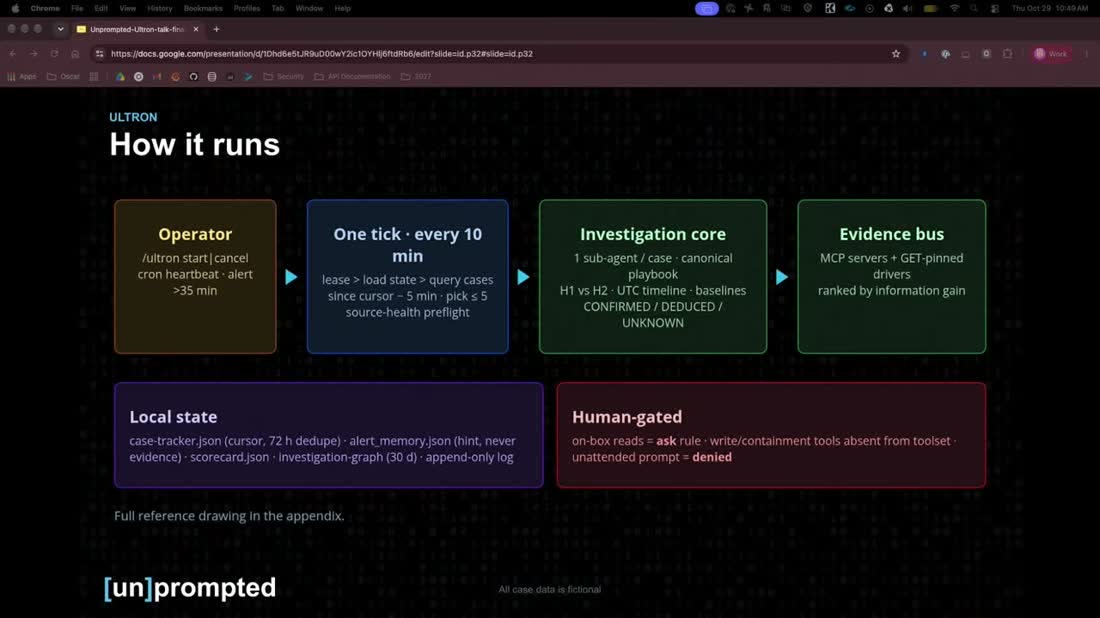 Chrome File Edit View History Bookmarks Profiles Tab Window Help
Thu Oct 29 10:49 AM
Unprompted-Ultron-talk-fina
https://docs.google.com/presentation/d/1Dhd6e5tJR9uD00wY2ic1OYHlj6ftdRb6/edit?slide=id.p32#slide=id.p32
Work
Apps Oscar Security API Documentation 2027
ULTRON
How it runs
Operator
/ultron start|cancel
cron heartbeat · alert
>35 min
One tick · every 10
min
lease > load state > query cases
since cursor − 5 min · pick ≤ 5
source-health preflight
Investigation core
1 sub-agent / case · canonical
playbook
H1 vs H2 · UTC timeline · baselines
CONFIRMED / DEDUCED /
UNKNOWN
Evidence bus
MCP servers + GET-pinned
drivers
ranked by information gain
Local state
case-tracker.json (cursor, 72 h dedupe) · alert_memory.json (hint, never
evidence) · scorecard.json · investigation-graph (30 d) · append-only log
Human-gated
on-box reads = ask rule · write/containment tools absent from toolset ·
unattended prompt = denied
Full reference drawing in the appendix.
[un]prompted
All case data is fictional